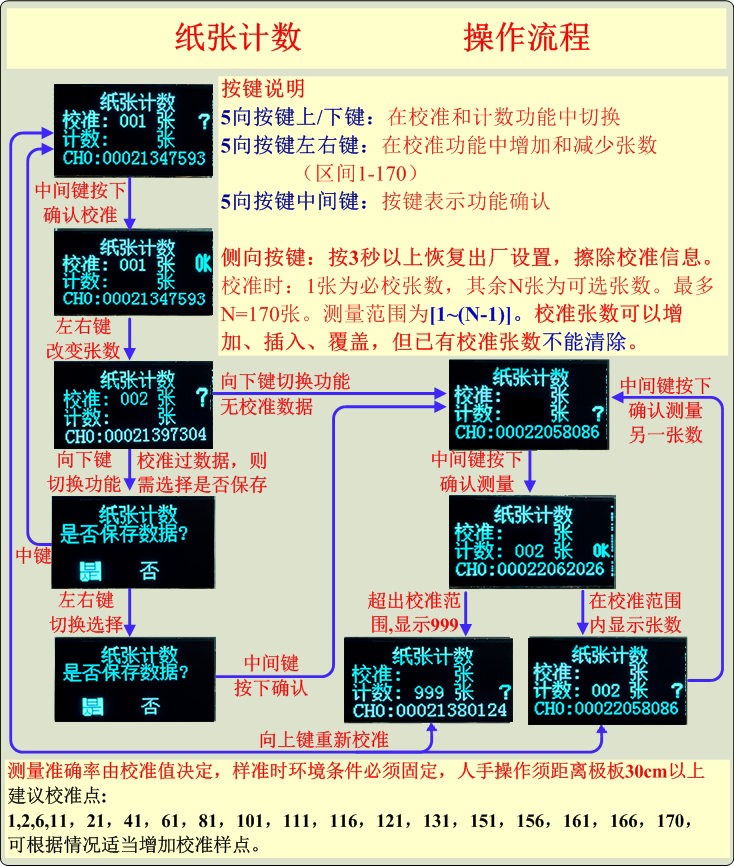 纸张计数 操作流程
按键说明
5向按键上/下键：在校准和计数功能中切换
5向按键左右键：在校准功能中增加和减少张数
（区间1-170）
5向按键中间键：按键表示功能确认
侧向按键：按3秒以上恢复出厂设置，擦除校准信息。
校准时：1张为必校张数，其余N张为可选张数。最多
N=170张。测量范围为[1~(N-1)]。校准张数可以增
加、插入、覆盖，但已有校准张数不能清除。
纸张计数
校准: 001 张 ?
计数: 张
CH0:00021347593
中间键按下
确认校准
纸张计数
校准: 001 张 OK
计数: 张
CH0:00021347593
左右键
改变张数
纸张计数
校准: 002 张 ?
计数: 张
CH0:00021397304
向下键切换功能
无校准数据
向下键
切换功能
校准过数据，则
需选择是否保存
纸张计数
是否保存数据?
是 否
中键
左右键
切换选择
纸张计数
是否保存数据?
是 否
中间键
按下确认
纸张计数
校准: 张
计数: 张 ?
CH0:00022058086
中间键按下
确认测量
另一张数
中间键按下
确认测量
纸张计数
校准: 张
计数: 002 张 OK
CH0:00022062026
超出校准范
围,显示999
在校准范围
内显示张数
纸张计数
校准: 张
计数: 999 张 ?
CH0:00021380124
纸张计数
校准: 张
计数: 002 张 ?
CH0:00022058086
向上键重新校准
测量准确率由校准值决定，样准时环境条件必须固定，人手操作须距离极板30cm以上
建议校准点：
1,2,6,11，21，41，61，81，101，111，116，121，131，151，156，161，166，170，
可根据情况适当增加校准样点。